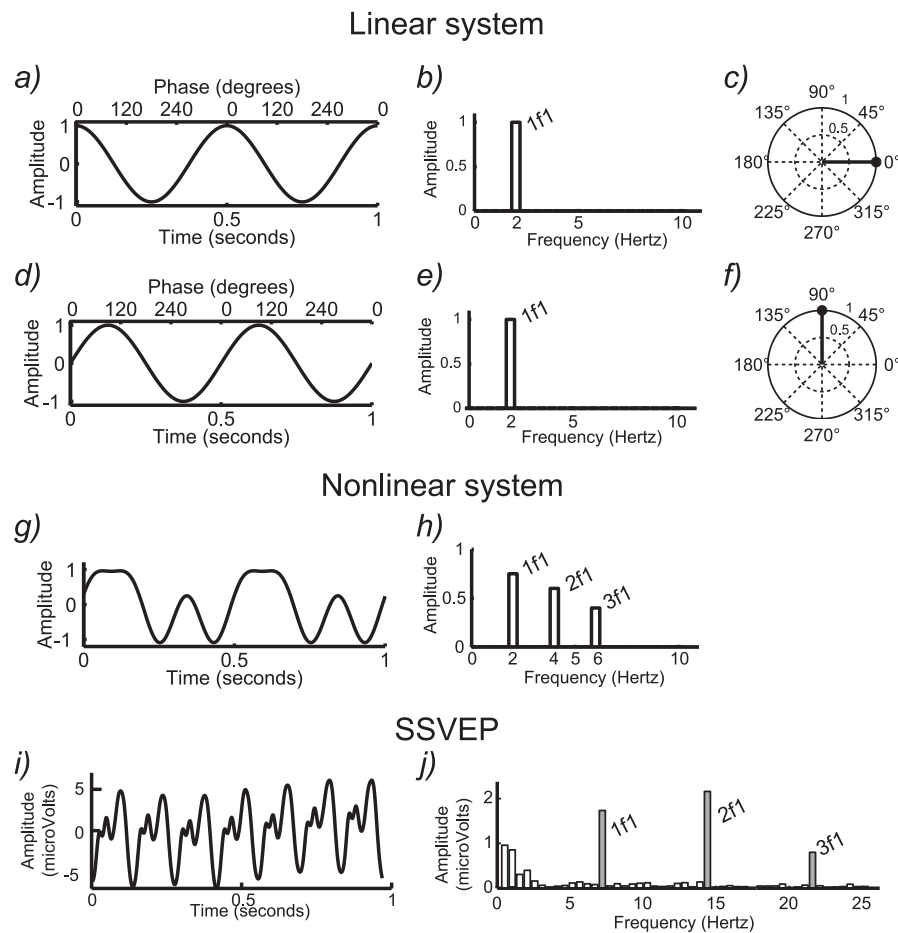 Linear system
a)
Phase (degrees)
0 120 240 0 120 240 0
Amplitude
1
0
-1
0 0.5 1
Time (seconds)
b)
1
0.5
0
Amplitude
1f1
0 2 5 10
Frequency (Hertz)
c)
90°
135° 1 45°
0.5
180° 0°
225° 315°
270°
d)
Phase (degrees)
0 120 240 0 120 240 0
Amplitude
1
0
-1
0 0.5 1
Time (seconds)
e)
1
0.5
0
Amplitude
1f1
0 2 5 10
Frequency (Hertz)
f)
90°
135° 1 45°
0.5
180° 0°
225° 315°
270°
Nonlinear system
g)
Amplitude
1
0
-1
0 0.5 1
Time (seconds)
h)
Amplitude
1
0.5
0
1f1
2f1
3f1
0 2 4 5 6 10
Frequency (Hertz)
SSVEP
i)
Amplitude
(microVolts)
5
0
-5
0 0.5 1
Time (seconds)
j)
Amplitude
(microVolts)
2
1
0
1f1
2f1
3f1
0 5 10 15 20 25
Frequency (Hertz)